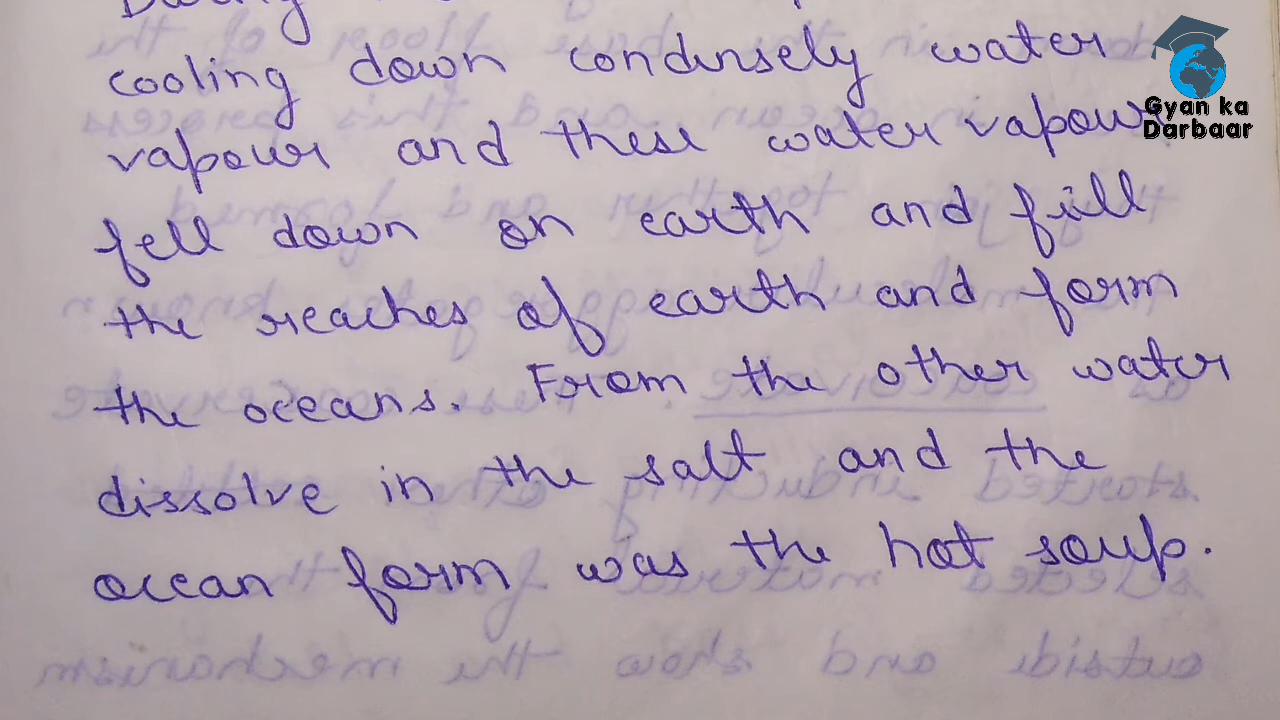 During
cooling down condensely water
vapour and these water vapour
fell down on earth and fill
the reaches of earth and form
the oceans. From the other water
dissolve in the salt and the
ocean form was the hot soup.
Gyan ka
Darbaar